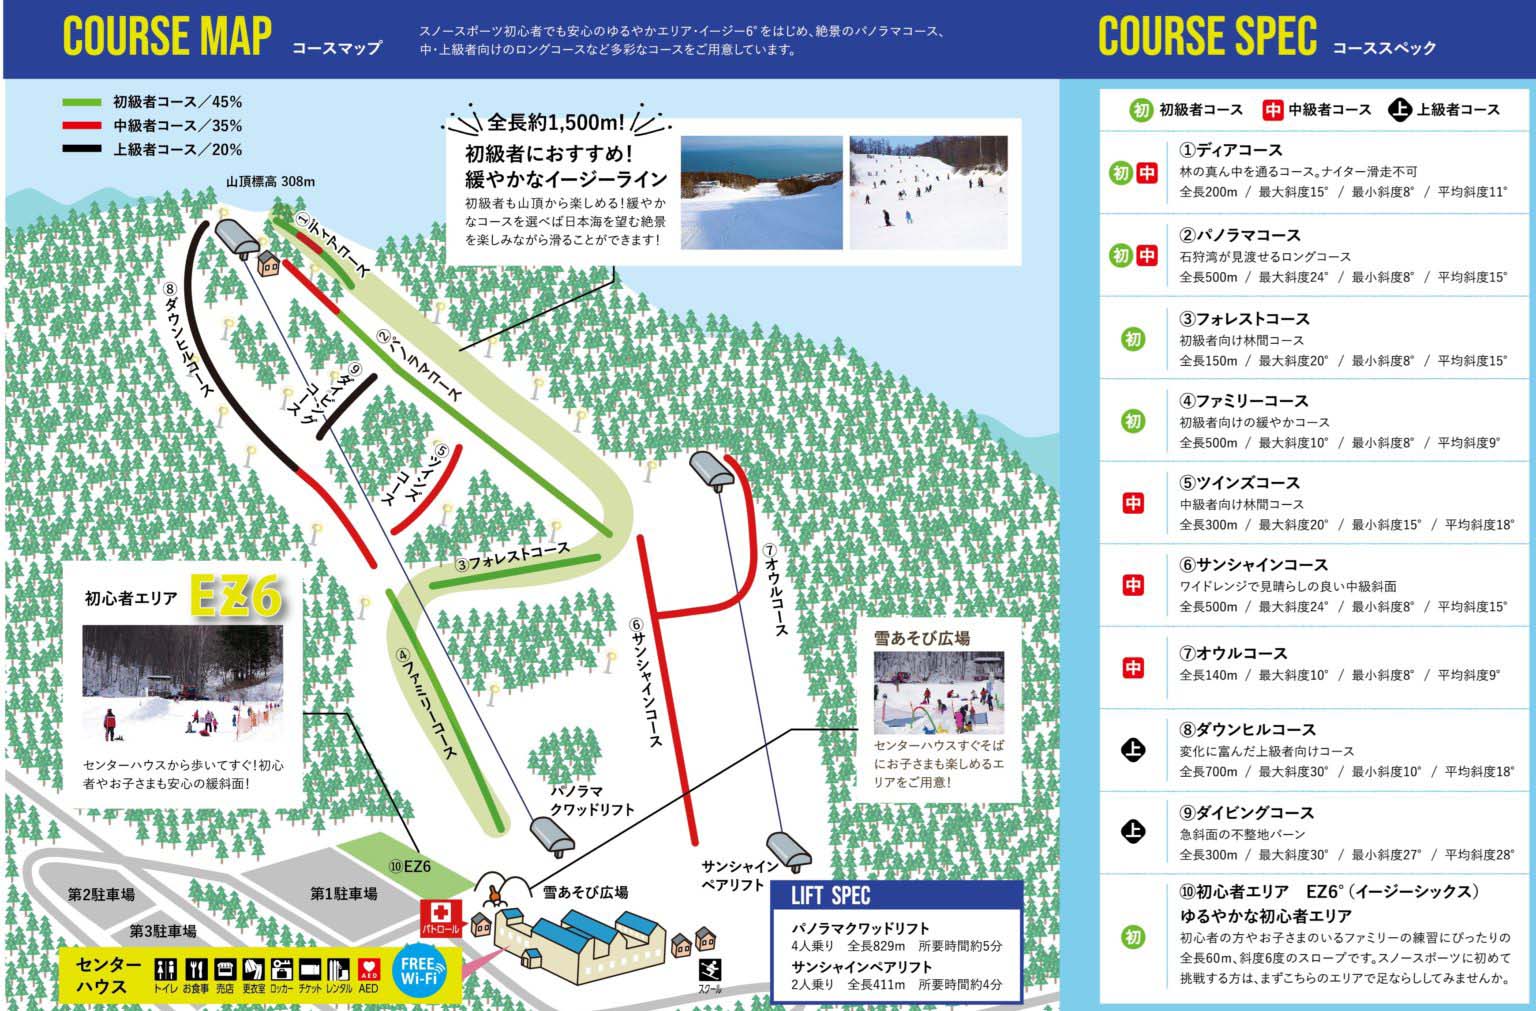 COURSE MAP コースマップ
スノースポーツ初心者でも安心のゆるやかエリア・イージー6°をはじめ、絶景のパノラマコース、
中・上級者向けのロングコースなど多彩なコースをご用意しています。
初級者コース／45%
中級者コース／35%
上級者コース／20%
山頂標高 308m
全長約1,500m!
初級者におすすめ！
緩やかなイージーライン
初級者も山頂から楽しめる！緩やか
なコースを選べば日本海を望む絶景
を楽しみながら滑ることができます！
①ディアコース
②パノラマコース
⑧ダウンヒルコース
⑨ダイビング
コース
⑤ツインズ
コース
③フォレストコース
④ファミリーコース
⑥サンシャインコース
⑦オウルコース
初心者エリア EZ6
センターハウスから歩いてすぐ！初心
者やお子さまも安心の緩斜面！
雪あそび広場
センターハウスすぐそば
にお子さまも楽しめるエ
リアをご用意！
パノラマ
クワッドリフト
サンシャイン
ペアリフト
⑩EZ6
第1駐車場
第2駐車場
第3駐車場
パトロール
雪あそび広場
スクール
センター
ハウス
トイレ お食事 売店 更衣室 ロッカー チケット レンタル AED
AED
FREE
Wi-Fi
LIFT SPEC
パノラマクワッドリフト
4人乗り 全長829m 所要時間約5分
サンシャインペアリフト
2人乗り 全長411m 所要時間約4分
COURSE SPEC コーススペック
初 初級者コース 中 中級者コース 上 上級者コース
初 中 ①ディアコース
林の真ん中を通るコース。ナイター滑走不可
全長200m / 最大斜度15° / 最小斜度8° / 平均斜度11°
初 中 ②パノラマコース
石狩湾が見渡せるロングコース
全長500m / 最大斜度24° / 最小斜度8° / 平均斜度15°
初 ③フォレストコース
初級者向け林間コース
全長150m / 最大斜度20° / 最小斜度8° / 平均斜度15°
初 ④ファミリーコース
初級者向けの緩やかコース
全長500m / 最大斜度10° / 最小斜度8° / 平均斜度9°
中 ⑤ツインズコース
中級者向け林間コース
全長300m / 最大斜度20° / 最小斜度15° / 平均斜度18°
中 ⑥サンシャインコース
ワイドレンジで見晴らしの良い中級斜面
全長500m / 最大斜度24° / 最小斜度8° / 平均斜度15°
中 ⑦オウルコース
全長140m / 最大斜度10° / 最小斜度8° / 平均斜度9°
上 ⑧ダウンヒルコース
変化に富んだ上級者向けコース
全長700m / 最大斜度30° / 最小斜度10° / 平均斜度18°
上 ⑨ダイビングコース
急斜面の不整地バーン
全長300m / 最大斜度30° / 最小斜度27° / 平均斜度28°
初 ⑩初心者エリア EZ6°（イージーシックス）
ゆるやかな初心者エリア
初心者の方やお子さまのいるファミリーの練習にぴったりの
全長60m、斜度6度のスロープです。スノースポーツに初めて
挑戦する方は、まずこちらのエリアで足ならししてみませんか。